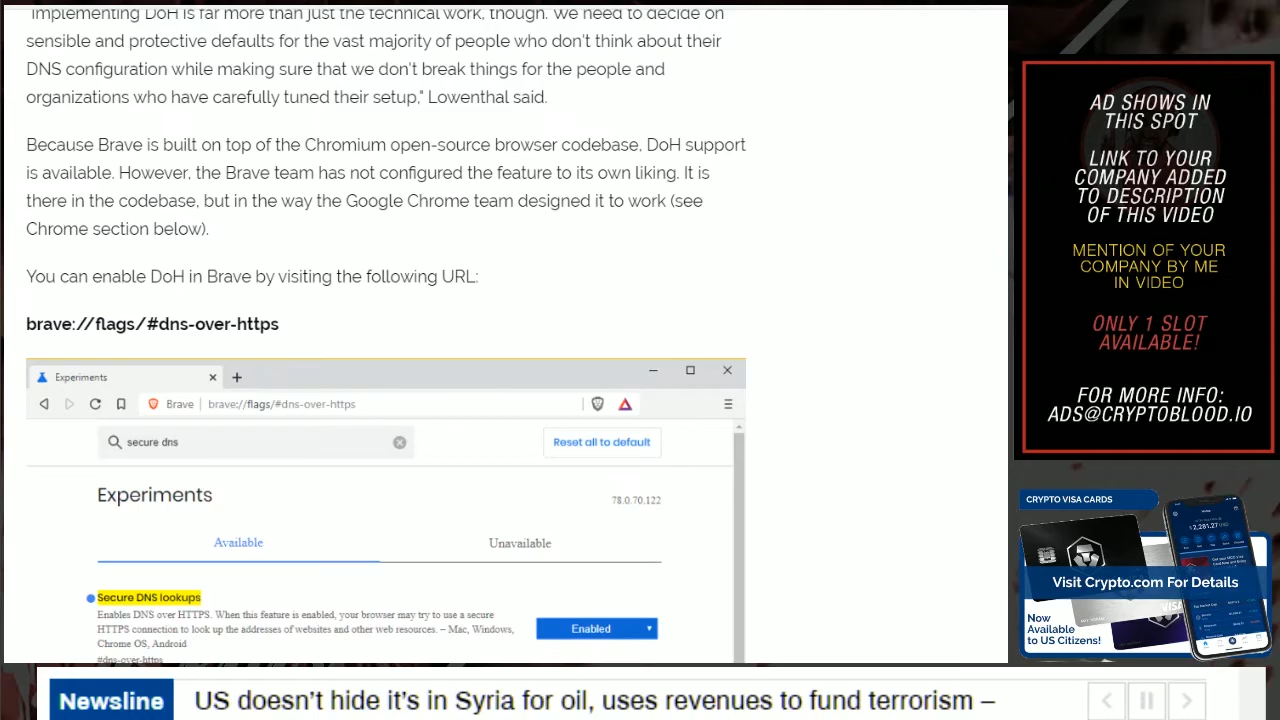 "Implementing DoH is far more than just the technical work, though. We need to decide on
sensible and protective defaults for the vast majority of people who don't think about their
DNS configuration while making sure that we don't break things for the people and
organizations who have carefully tuned their setup," Lowenthal said.
Because Brave is built on top of the Chromium open-source browser codebase, DoH support
is available. However, the Brave team has not configured the feature to its own liking. It is
there in the codebase, but in the way the Google Chrome team designed it to work (see
Chrome section below).
You can enable DoH in Brave by visiting the following URL:
brave://flags/#dns-over-https
Experiments
Brave | brave://flags/#dns-over-https
secure dns
Reset all to default
Experiments
78.0.70.122
Available
Unavailable
Secure DNS lookups
Enables DNS over HTTPS. When this feature is enabled, your browser may try to use a secure
HTTPS connection to look up the addresses of websites and other web resources. – Mac, Windows,
Chrome OS, Android
#dns-over-https
Enabled
AD SHOWS IN
THIS SPOT
LINK TO YOUR
COMPANY ADDED
TO DESCRIPTION
OF THIS VIDEO
MENTION OF YOUR
COMPANY BY ME
IN VIDEO
ONLY 1 SLOT
AVAILABLE!
FOR MORE INFO:
ADS@CRYPTOBLOOD.IO
CRYPTO VISA CARDS
2,281.27
Visit Crypto.com For Details
VISA
Now
Available
to US Citizens!
Newsline
US doesn't hide it's in Syria for oil, uses revenues to fund terrorism –